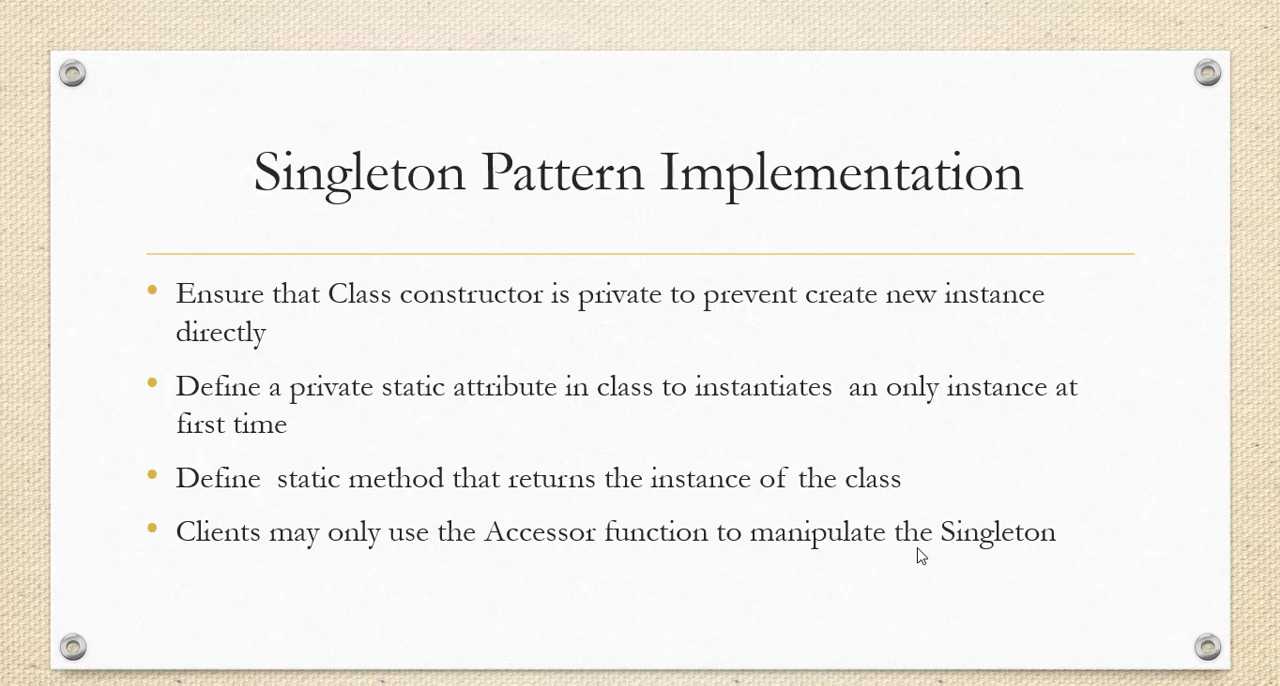 Singleton Pattern Implementation
• Ensure that Class constructor is private to prevent create new instance
directly
• Define a private static attribute in class to instantiates  an only instance at
first time
• Define  static method that returns the instance of the class
• Clients may only use the Accessor function to manipulate the Singleton